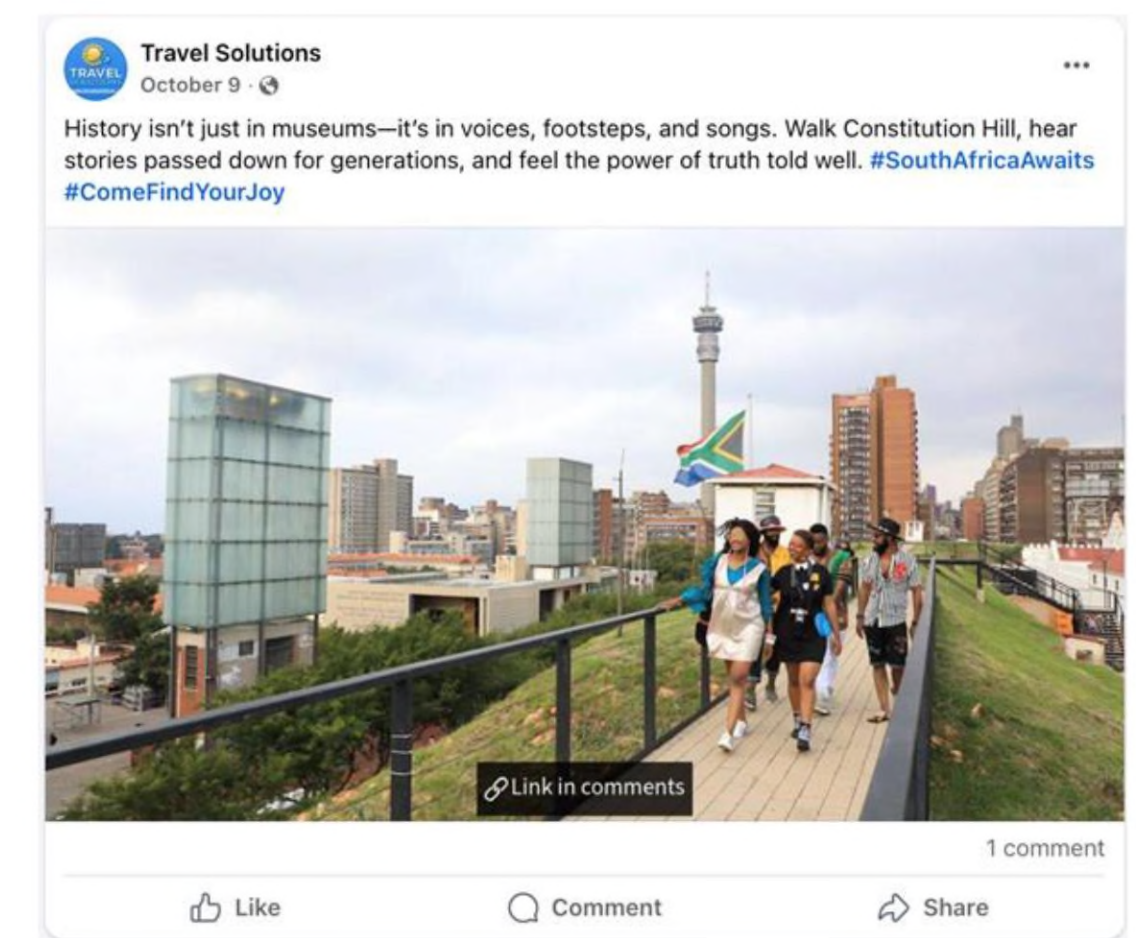 Travel Solutions
TRAVEL
October 9 ·
History isn't just in museums—it's in voices, footsteps, and songs. Walk Constitution Hill, hear
stories passed down for generations, and feel the power of truth told well. #SouthAfricaAwaits
#ComeFindYourJoy
Link in comments
1 comment
Like
Comment
Share